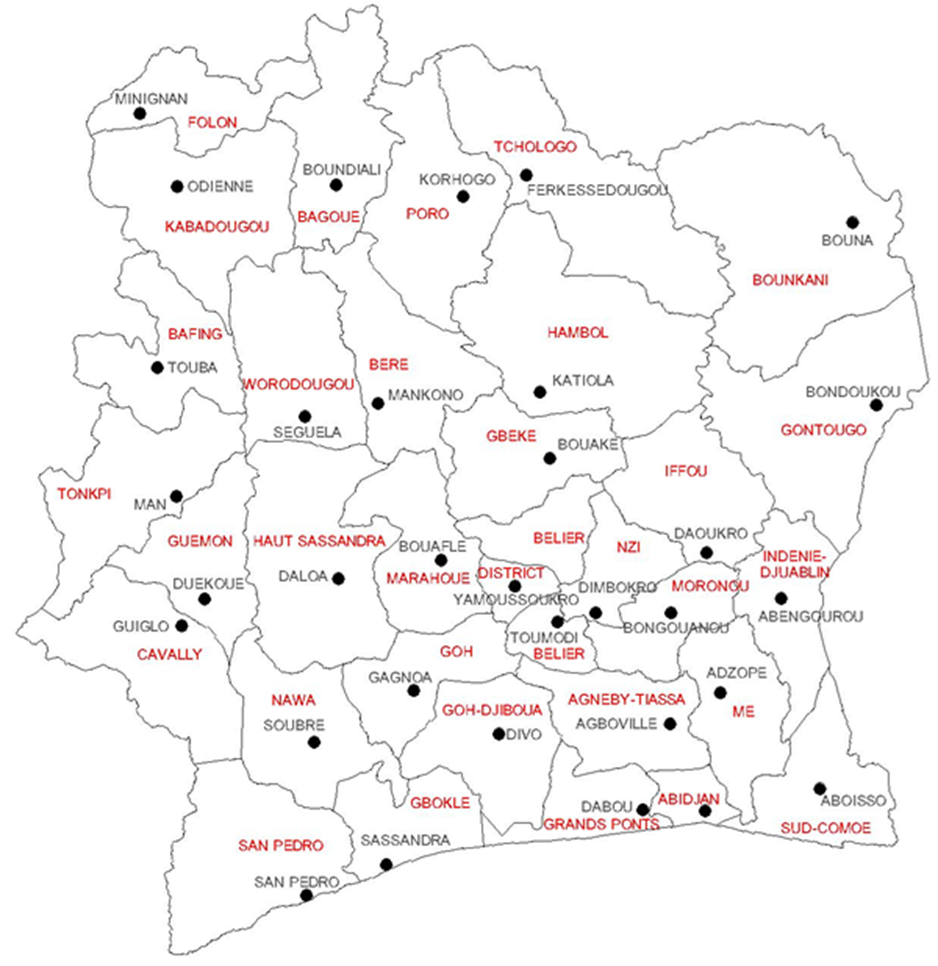 MINIGNAN
FOLON
TCHOLOGO
BOUNDIALI
KORHOGO
ODIENNE
FERKESSEDOUGOU
PORO
BAGOUE
KABADOUGOU
BOUNA
BOUNKANI
BAFING
HAMBOL
TOUBA
BERE
WORODOUGOU
KATIOLA
MANKONO
BONDOUKOU
SEGUELA
GONTOUGO
GBEKE
BOUAKE
IFFOU
TONKPI
MAN
GUEMON
HAUT SASSANDRA
BELIER
DAOUKRO
BOUAFLE
NZI
INDENIE-
DJUABLIN
DALOA
MARAHOUE
DISTRICT
YAMOUSSOUKRO
DIMBOKRO
MORONOU
DUEKOUE
ABENGOUROU
GUIGLO
BONGOUANOU
TOUMODI
BELIER
CAVALLY
GOH
GAGNOA
ADZOPE
NAWA
AGNEBY-TIASSA
GOH-DJIBOUA
ME
SOUBRE
AGBOVILLE
DIVO
GBOKLE
DABOU
ABIDJAN
ABOISSO
GRANDS PONTS
SUD-COMOE
SASSANDRA
SAN PEDRO
SAN PEDRO